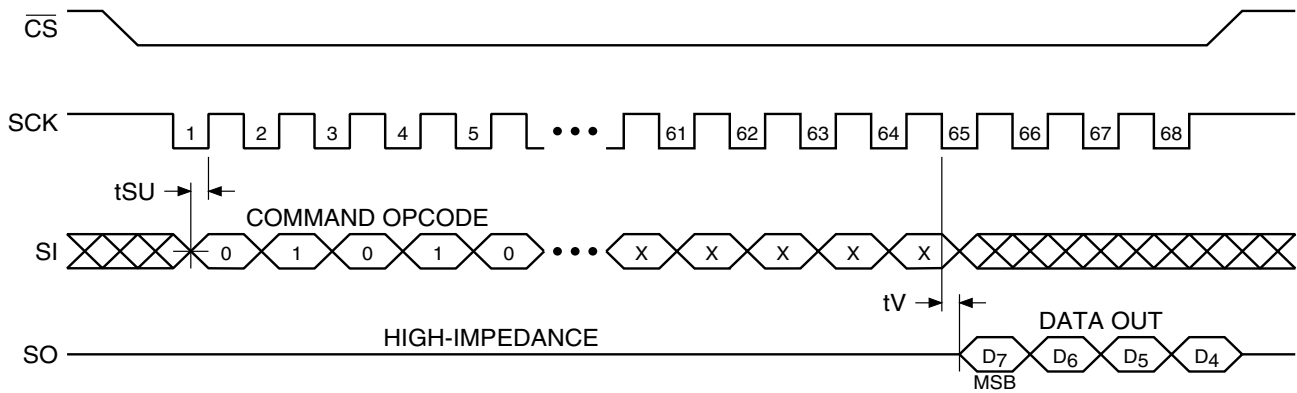 CS
SCK 1 2 3 4 5 ••• 61 62 63 64 65 66 67 68
tSU
COMMAND OPCODE
SI 0 1 0 1 0 ••• X X X X X
tV
HIGH-IMPEDANCE
DATA OUT
SO D7 D6 D5 D4
MSB